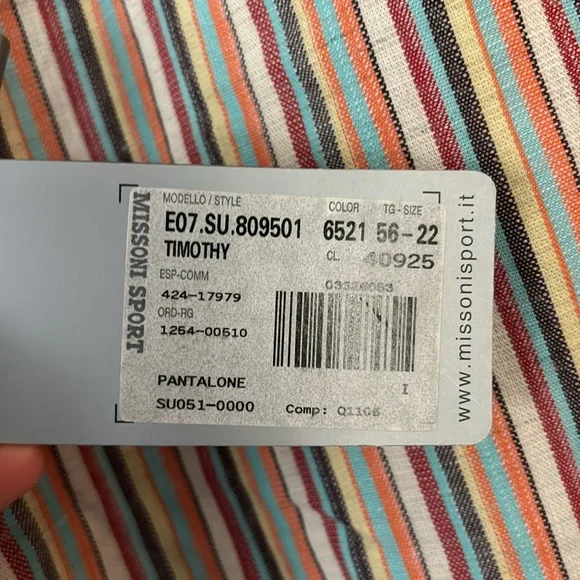 MISSONI SPORT
MODELLO / STYLE COLOR TG - SIZE
E07.SU.809501 6521 56-22
TIMOTHY CL 40925
ESP-COMM
424-17979
ORD-RG
1254-00510
PANTALONE I
SU051-0000 Comp: Q1106
www.missonisport.it